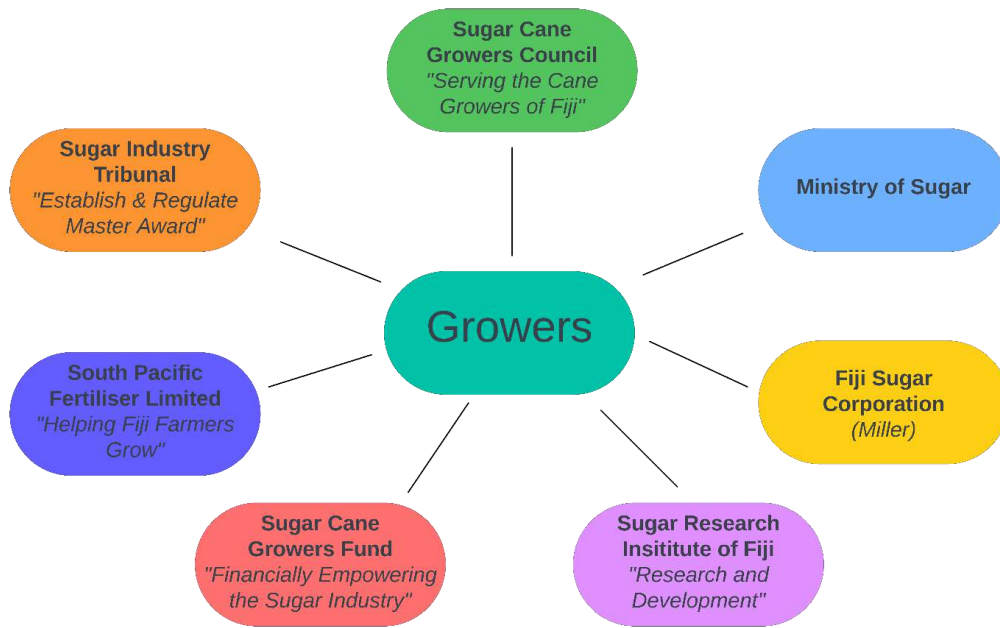 Sugar Cane
Growers Council
"Serving the Cane
Growers of Fiji"
Sugar Industry
Tribunal
"Establish & Regulate
Master Award"
Ministry of Sugar
Growers
South Pacific
Fertiliser Limited
"Helping Fiji Farmers
Grow"
Fiji Sugar
Corporation
(Miller)
Sugar Cane
Growers Fund
"Financially Empowering
the Sugar Industry"
Sugar Research
Insititute of Fiji
"Research and
Development"